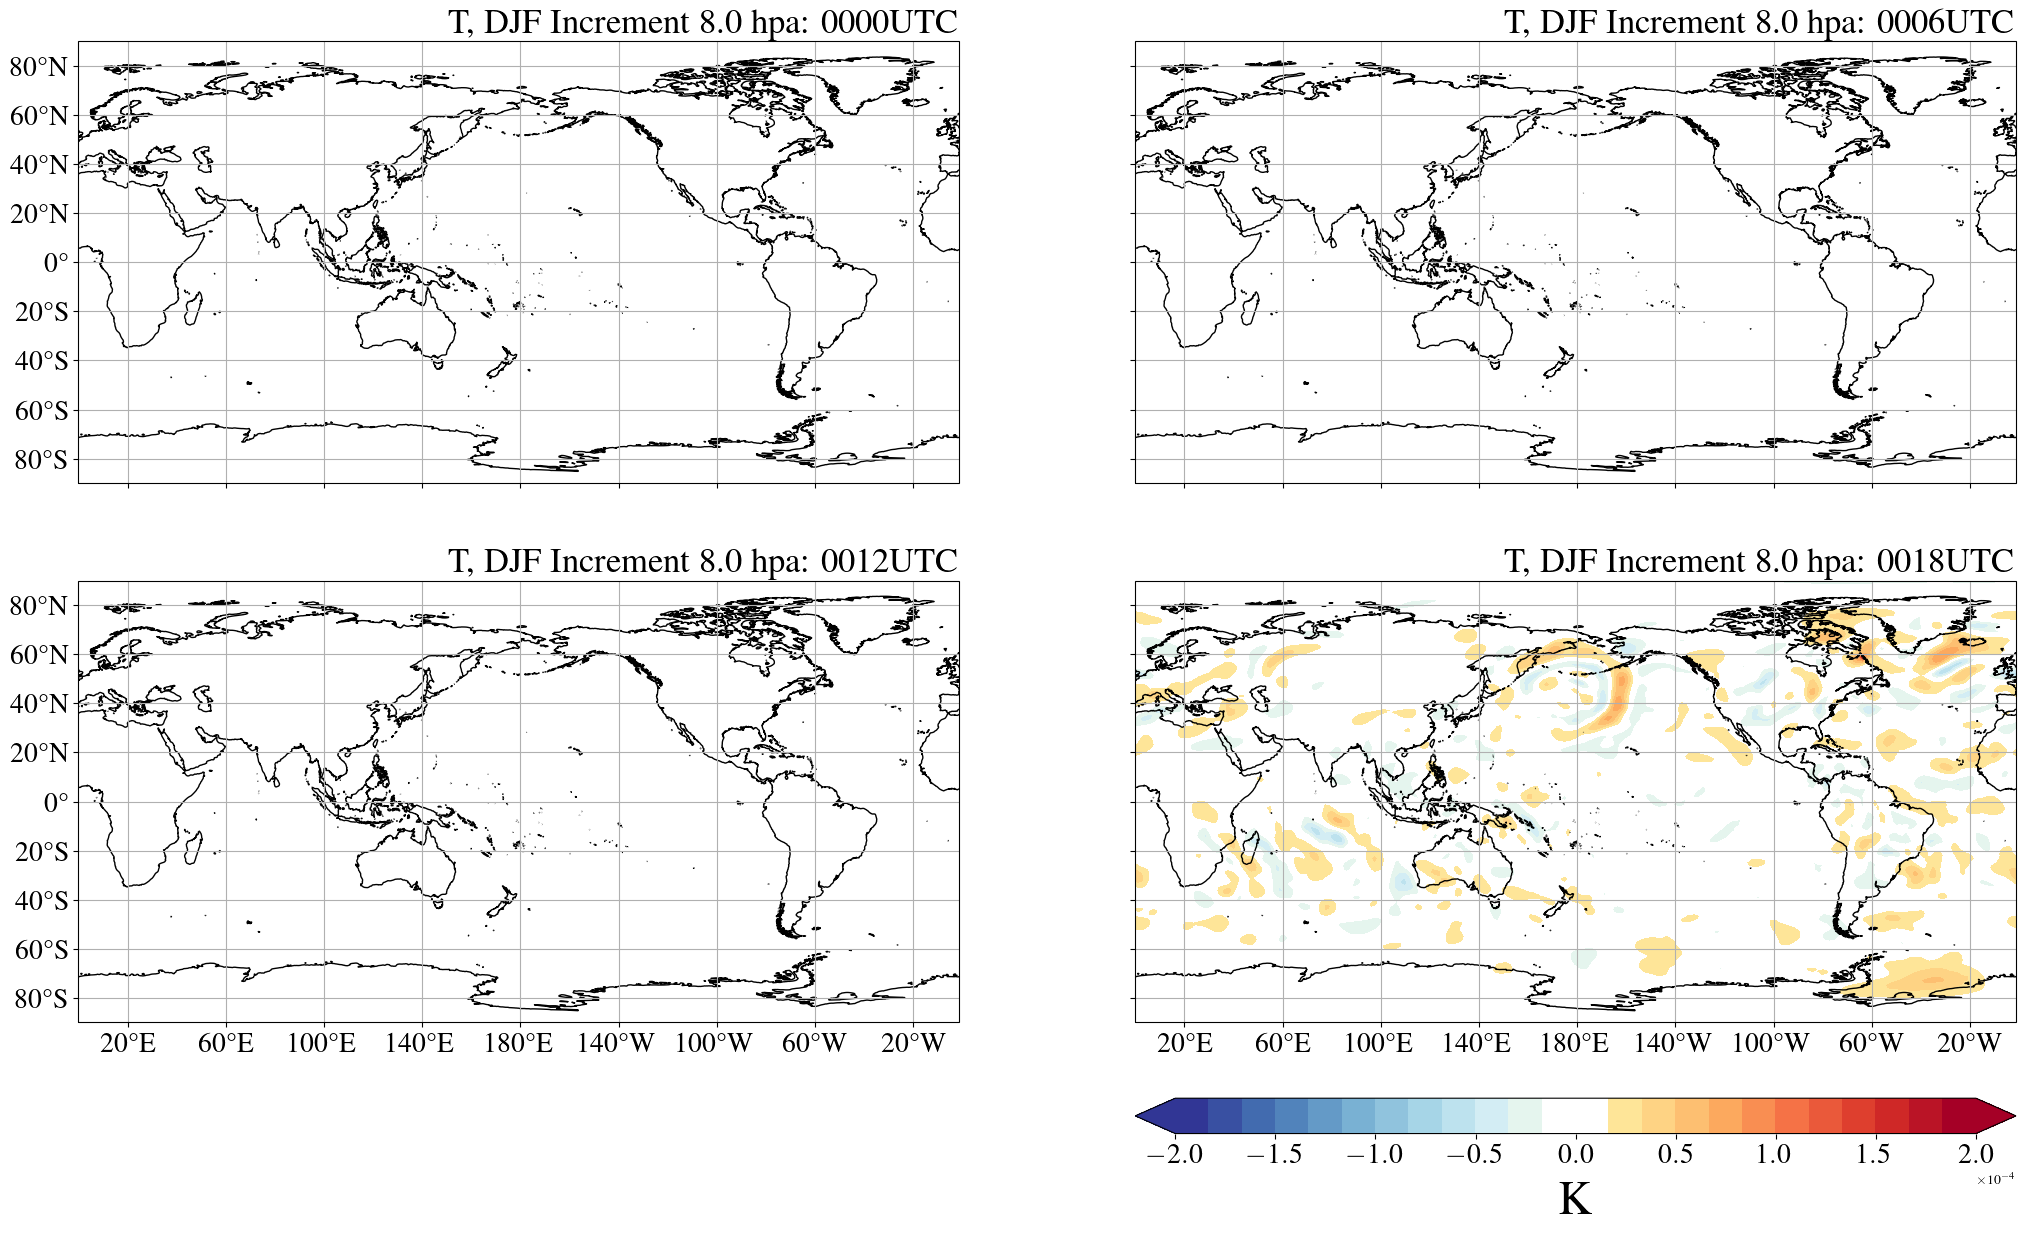 T, DJF Increment 8.0 hpa: 0000UTC
T, DJF Increment 8.0 hpa: 0006UTC
80°N
60°N
40°N
20°N
0°
20°S
40°S
60°S
80°S
T, DJF Increment 8.0 hpa: 0012UTC
T, DJF Increment 8.0 hpa: 0018UTC
80°N
60°N
40°N
20°N
0°
20°S
40°S
60°S
80°S
20°E 60°E 100°E 140°E 180°E 140°W 100°W 60°W 20°W
20°E 60°E 100°E 140°E 180°E 140°W 100°W 60°W 20°W
−2.0 −1.5 −1.0 −0.5 0.0 0.5 1.0 1.5 2.0
×10⁻⁴
K